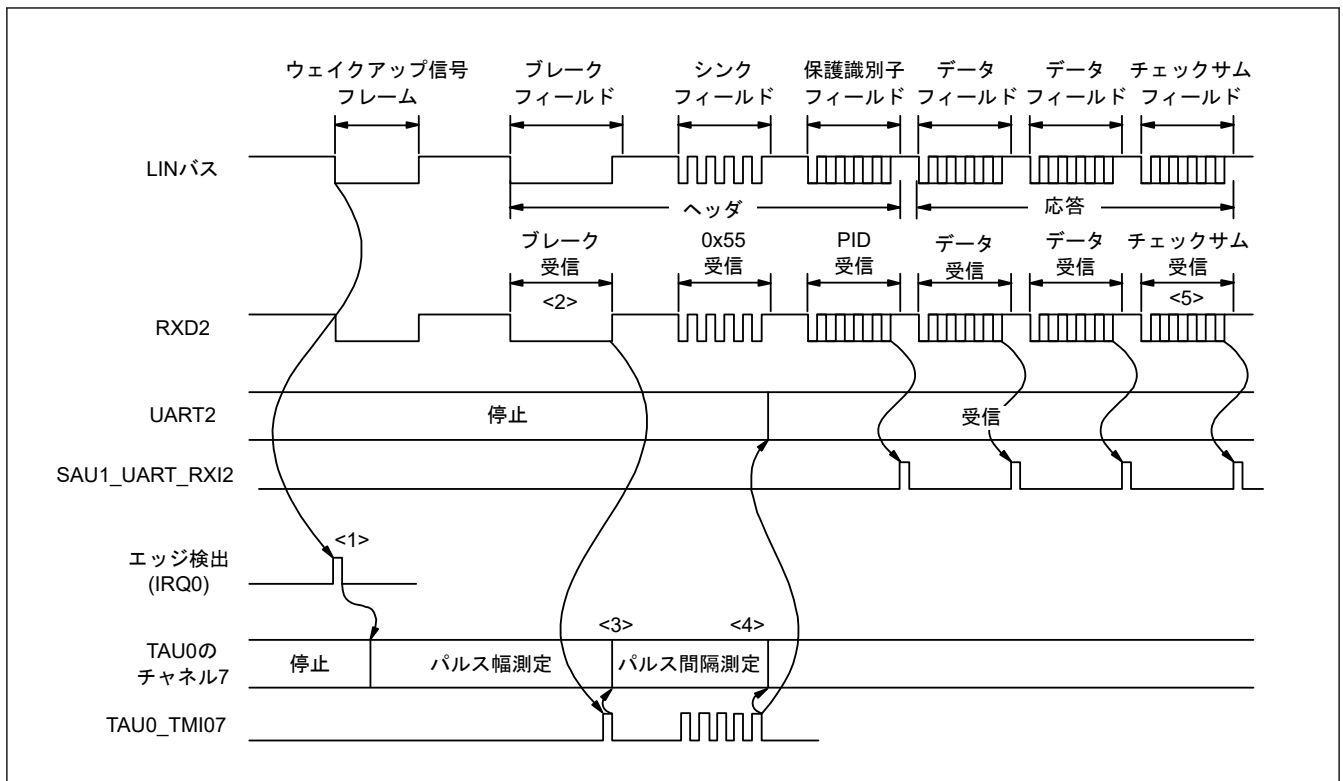 ウェイクアップ信号
フレーム
ブレーク
フィールド
シンク
フィールド
保護識別子
フィールド
データ
フィールド
データ
フィールド
チェックサム
フィールド
LINバス
ヘッダ
応答
ブレーク
受信
<2>
0x55
受信
PID
受信
データ
受信
データ
受信
チェックサム
受信
<5>
RXD2
UART2
停止
受信
SAU1_UART_RXI2
エッジ検出
(IRQ0)
<1>
TAU0の
チャネル7
停止
パルス幅測定
<3>
パルス間隔測定
<4>
TAU0_TMI07